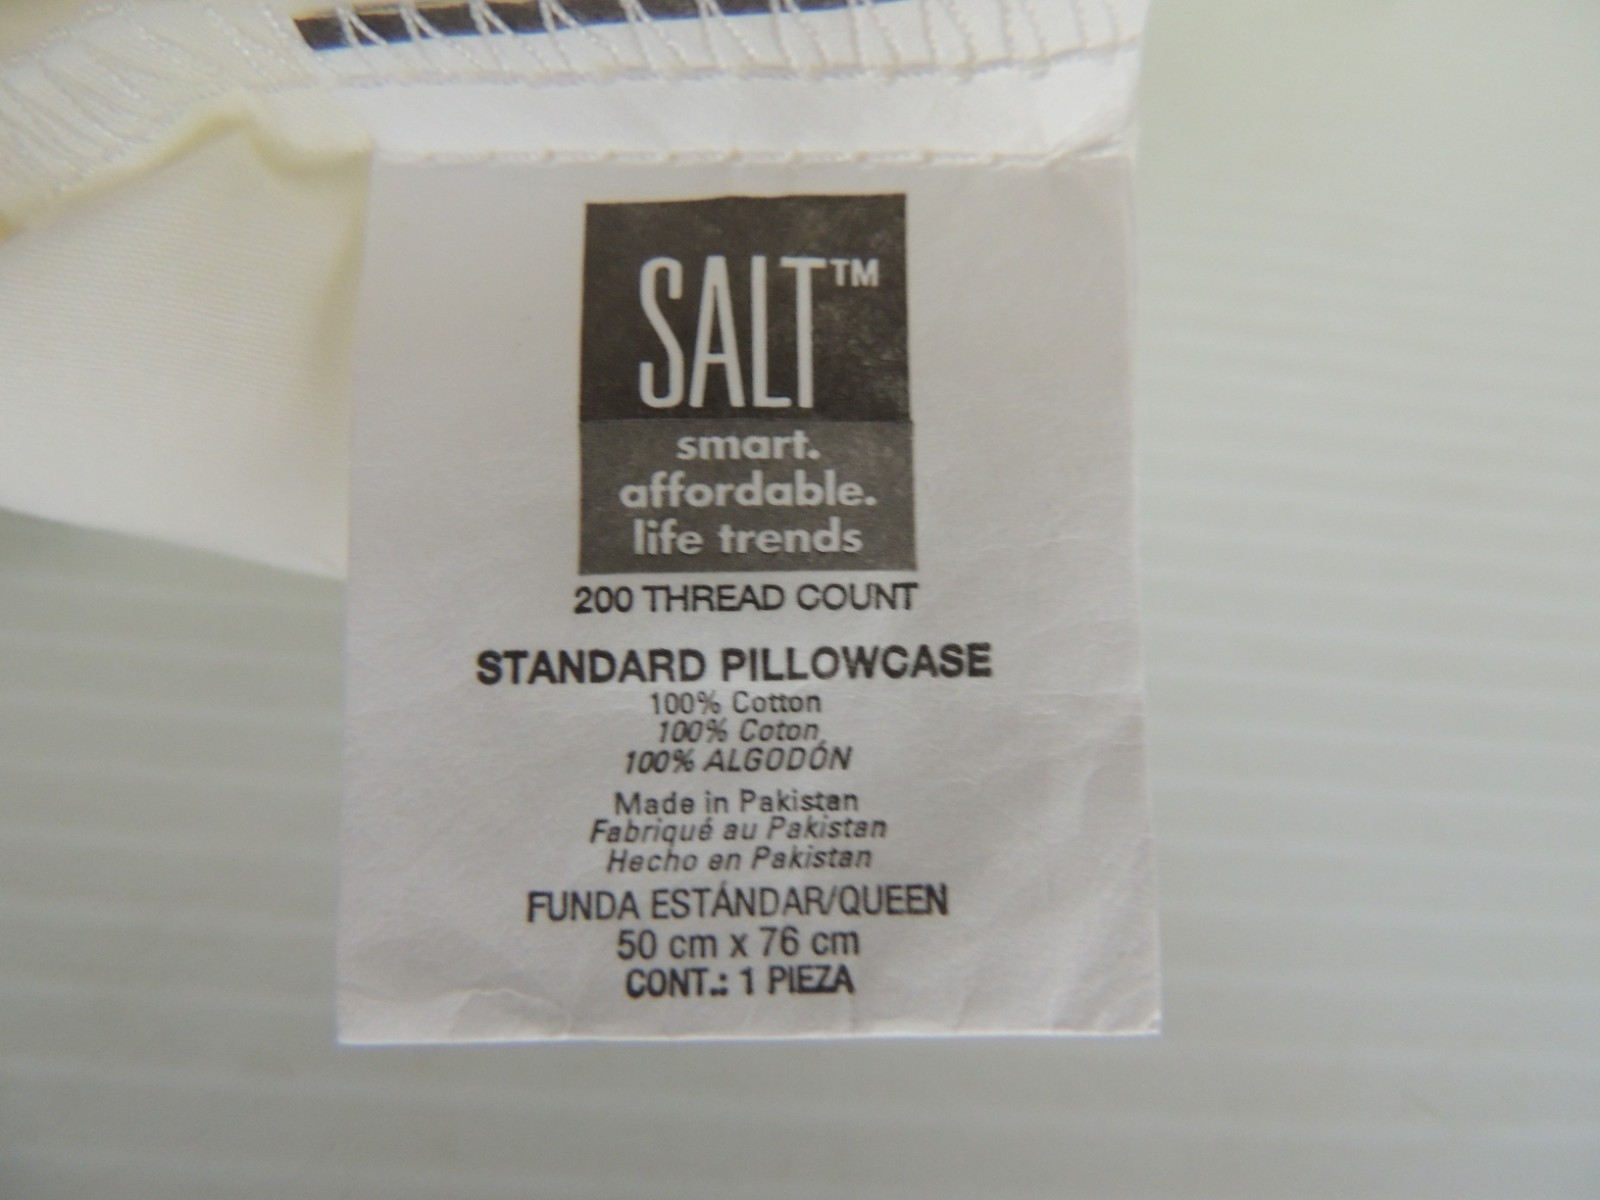 SALT™
smart.
affordable.
life trends
200 THREAD COUNT
STANDARD PILLOWCASE
100% Cotton
100% Coton
100% ALGODÓN
Made in Pakistan
Fabriqué au Pakistan
Hecho en Pakistan
FUNDA ESTÁNDAR/QUEEN
50 cm x 76 cm
CONT.: 1 PIEZA